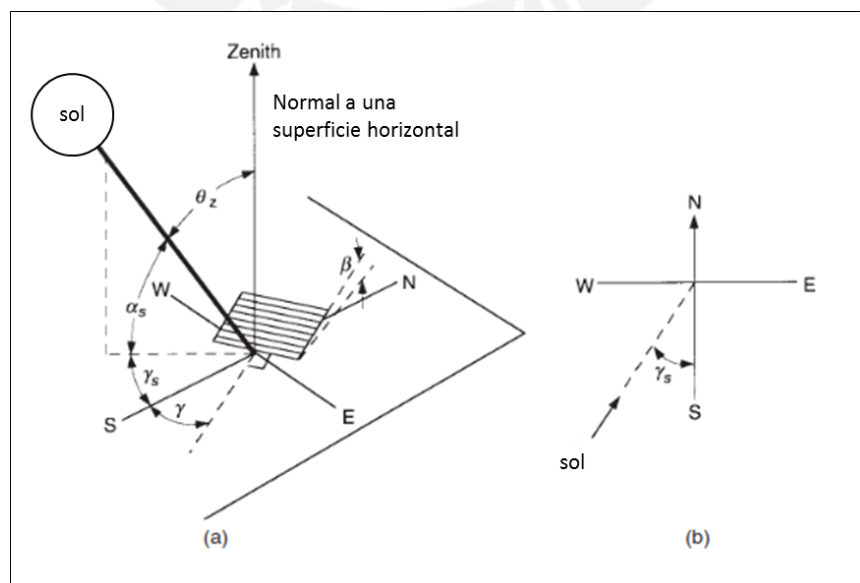 Zenith
sol
Normal a una
superficie horizontal
θz
αs
W
β
N
γs
S
γ
E
(a)
N
W
E
γs
S
sol
(b)